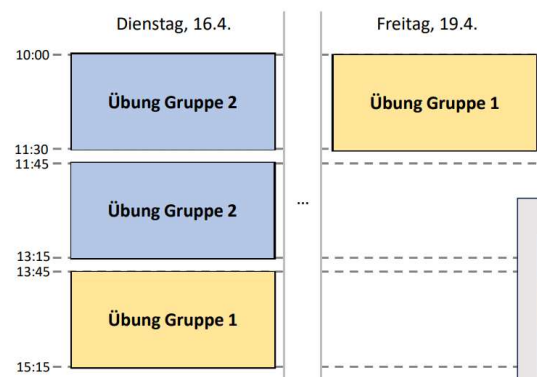 Dienstag, 16.4.
Freitag, 19.4.
10:00
Übung Gruppe 2
Übung Gruppe 1
11:30
11:45
Übung Gruppe 2
...
13:15
13:45
Übung Gruppe 1
15:15